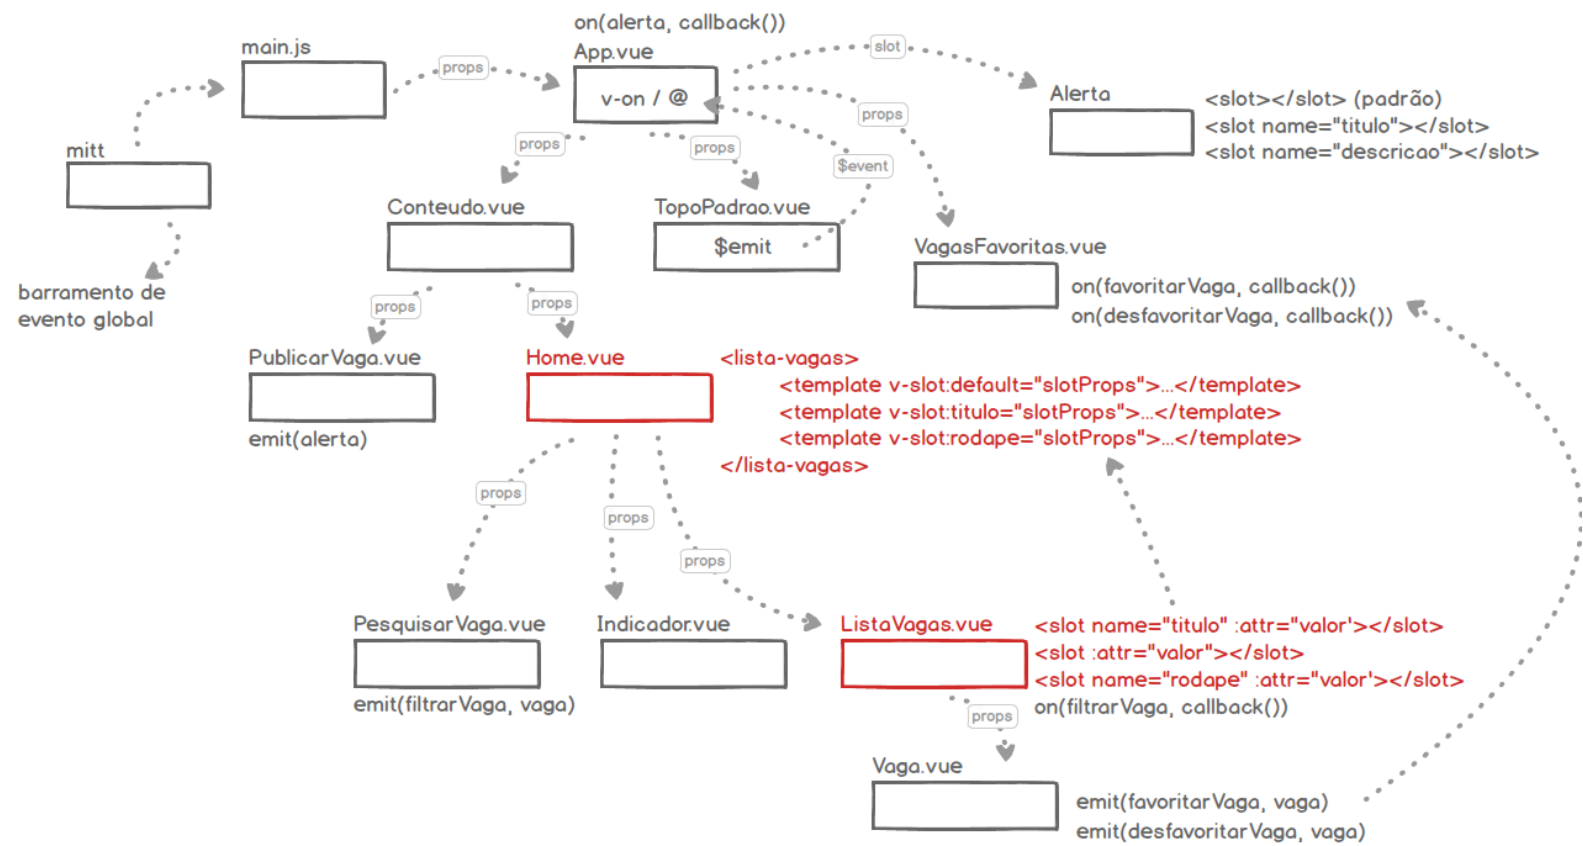 on(alerta, callback())
main.js
App.vue
slot
props
v-on / @
Alerta
<slot></slot> (padrão)
<slot name="titulo"></slot>
<slot name="descricao"></slot>
props
mitt
props
props
$event
Conteudo.vue
TopoPadrao.vue
$emit
VagasFavoritas.vue
on(favoritarVaga, callback())
on(desfavoritarVaga, callback())
barramento de
evento global
props
props
PublicarVaga.vue
emit(alerta)
Home.vue
<lista-vagas>
<template v-slot:default="slotProps">...</template>
<template v-slot:titulo="slotProps">...</template>
<template v-slot:rodape="slotProps">...</template>
</lista-vagas>
props
props
props
PesquisarVaga.vue
emit(filtrarVaga, vaga)
Indicador.vue
ListaVagas.vue
<slot name="titulo" :attr="valor'></slot>
<slot :attr="valor"></slot>
<slot name="rodape" :attr="valor'></slot>
on(filtrarVaga, callback())
props
Vaga.vue
emit(favoritarVaga, vaga)
emit(desfavoritarVaga, vaga)